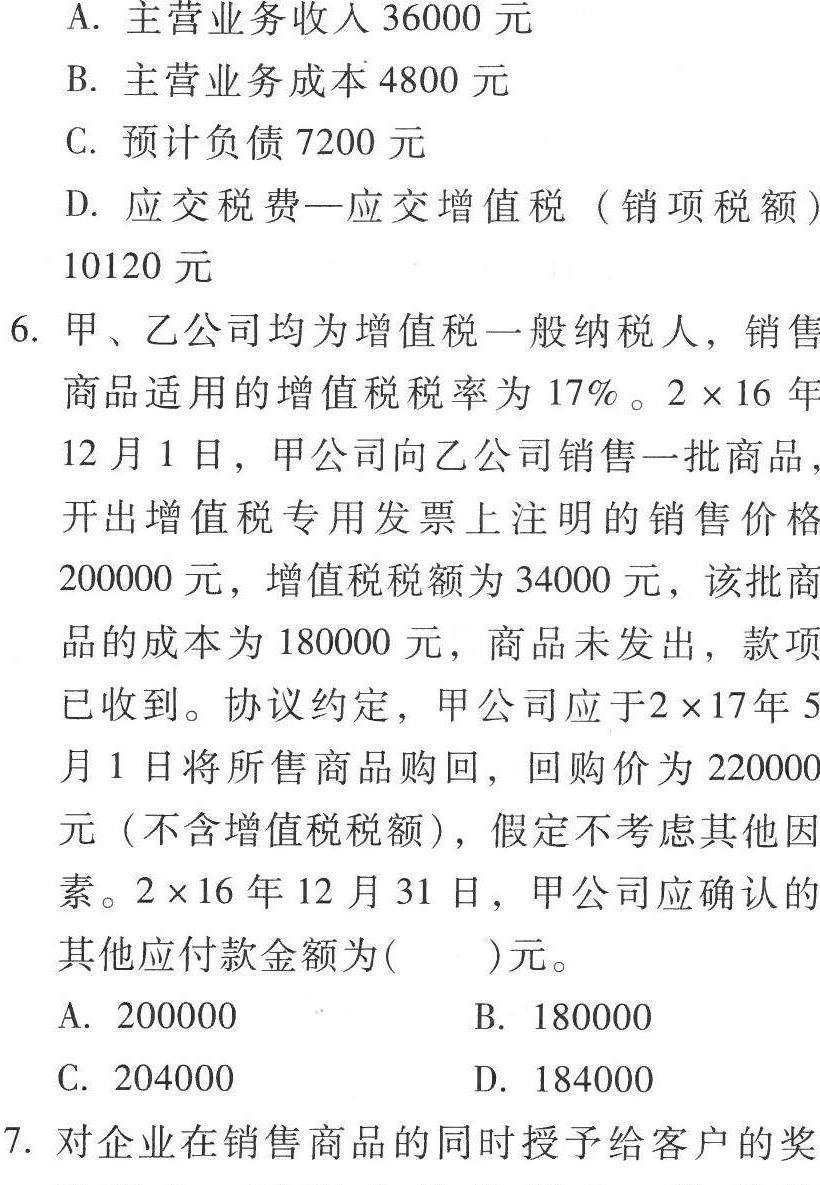 A. 主营业务收入 36000 元
B. 主营业务成本 4800 元
C. 预计负债 7200 元
D. 应交税费—应交增值税（销项税额）
10120 元
6. 甲、乙公司均为增值税一般纳税人，销售
商品适用的增值税税率为 17%。2×16 年
12 月 1 日，甲公司向乙公司销售一批商品，
开出增值税专用发票上注明的销售价格
200000 元，增值税税额为 34000 元，该批商
品的成本为 180000 元，商品未发出，款项
已收到。协议约定，甲公司应于2×17年 5
月 1 日将所售商品购回，回购价为 220000
元（不含增值税税额），假定不考虑其他因
素。2×16 年 12 月 31 日，甲公司应确认的
其他应付款金额为(　　)元。
A. 200000　　B. 180000
C. 204000　　D. 184000
7. 对企业在销售商品的同时授予给客户的奖